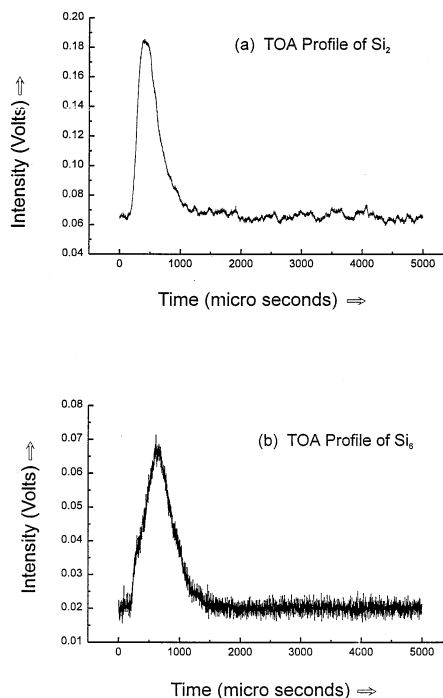 0.20
(a) TOA Profile of Si₂
0.18
0.16
0.14
0.12
0.10
0.08
0.06
0.04
Intensity (Volts) ⇒
0 1000 2000 3000 4000 5000
Time (micro seconds) ⇒
0.08
0.07
(b) TOA Profile of Si₆
0.06
0.05
0.04
0.03
0.02
0.01
Intensity (Volts) ⇒
0 1000 2000 3000 4000 5000
Time (micro seconds) ⇒